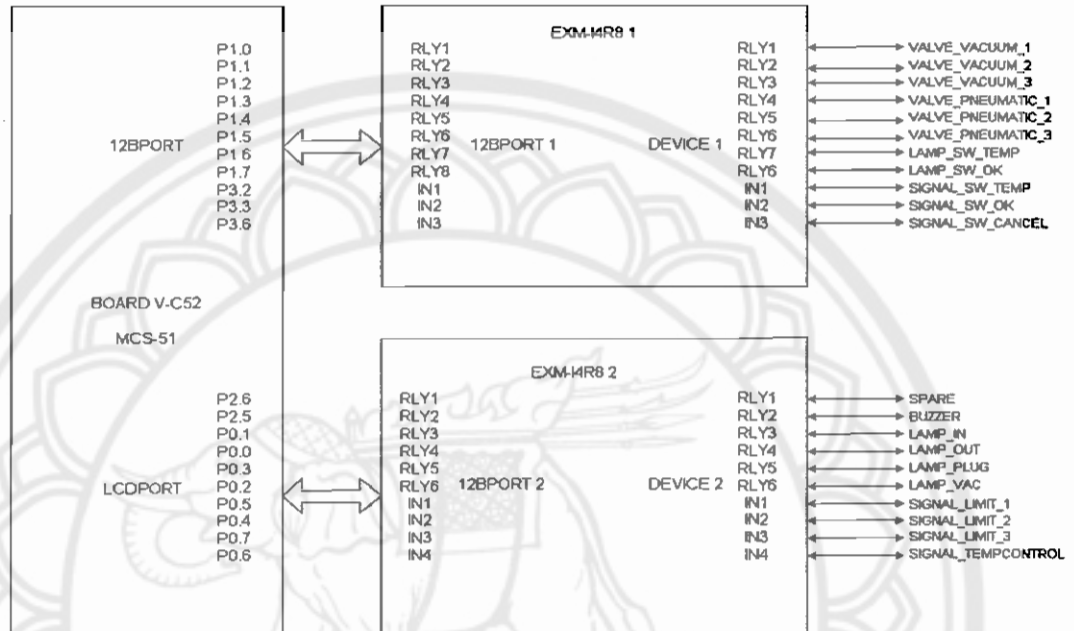 EXM-I4R8 1
P1.0 RLY1 RLY1 VALVE_VACUUM_1
P1.1 RLY2 RLY2 VALVE_VACUUM_2
P1.2 RLY3 RLY3 VALVE_VACUUM_3
P1.3 RLY4 RLY4 VALVE_PNEUMATIC_1
P1.4 RLY5 RLY5 VALVE_PNEUMATIC_2
P1.5 RLY6 RLY6 VALVE_PNEUMATIC_3
12BPORT P1.6 RLY7 12BPORT 1 DEVICE 1 RLY7 LAMP_SW_TEMP
P1.7 RLY8 RLY6 LAMP_SW_OK
P3.2 IN1 IN1 SIGNAL_SW_TEMP
P3.3 IN2 IN2 SIGNAL_SW_OK
P3.6 IN3 IN3 SIGNAL_SW_CANCEL
BOARD V-C52
MCS-51
EXM-I4R8 2
P2.6 RLY1 RLY1 SPARE
P2.5 RLY2 RLY2 BUZZER
P0.1 RLY3 RLY3 LAMP_IN
P0.0 RLY4 RLY4 LAMP_OUT
P0.3 RLY5 RLY5 LAMP_PLUG
LCDPORT P0.2 RLY6 12BPORT 2 DEVICE 2 RLY6 LAMP_VAC
P0.5 IN1 IN1 SIGNAL_LIMIT_1
P0.4 IN2 IN2 SIGNAL_LIMIT_2
P0.7 IN3 IN3 SIGNAL_LIMIT_3
P0.6 IN4 IN4 SIGNAL_TEMPCONTROL